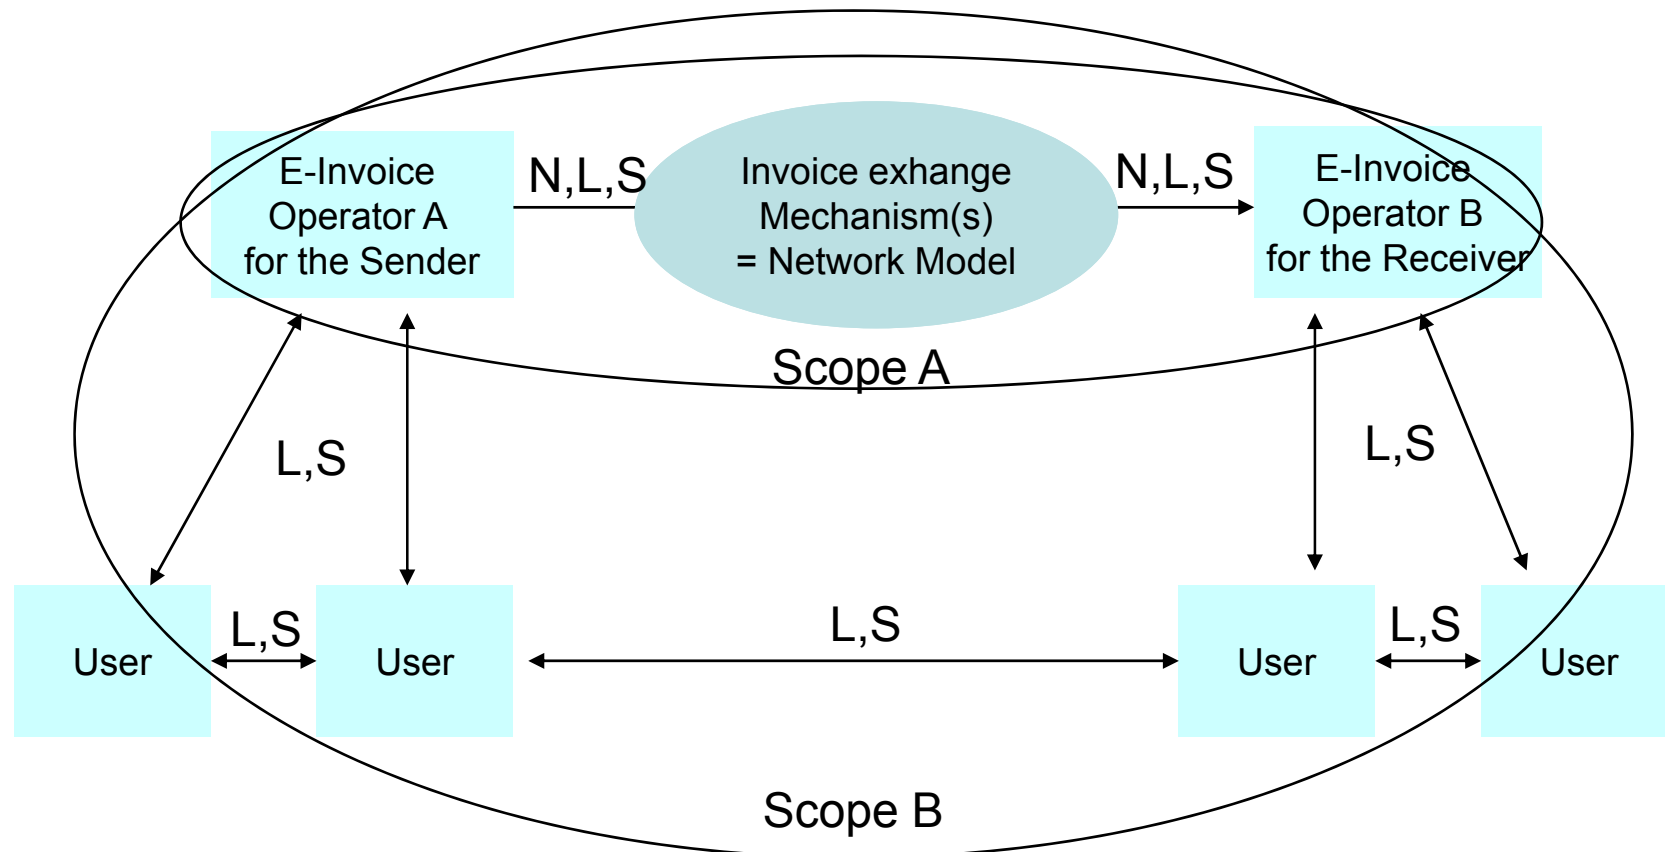 E-Invoice
Operator A
for the Sender
N,L,S
Invoice exhange
Mechanism(s)
= Network Model
N,L,S
E-Invoice
Operator B
for the Receiver
Scope A
L,S
L,S
User
L,S
User
L,S
User
L,S
User
Scope B